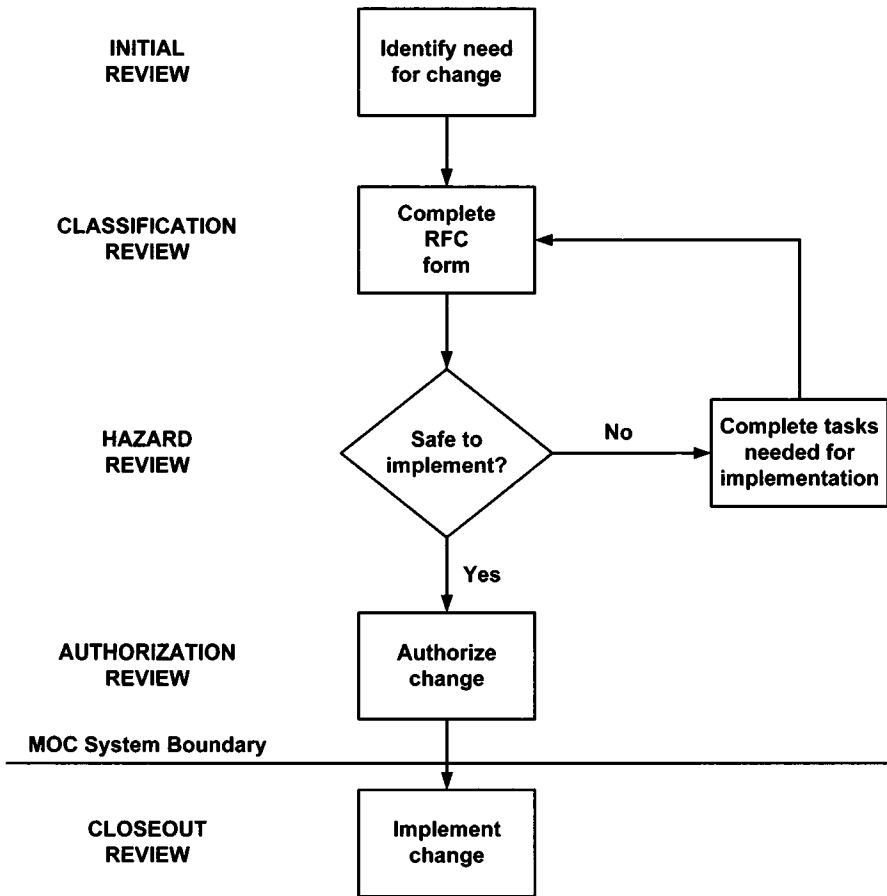 INITIAL
REVIEW
Identify need
for change
CLASSIFICATION
REVIEW
Complete
RFC
form
HAZARD
REVIEW
Safe to
implement?
No
Complete tasks
needed for
implementation
Yes
AUTHORIZATION
REVIEW
Authorize
change
MOC System Boundary
CLOSEOUT
REVIEW
Implement
change